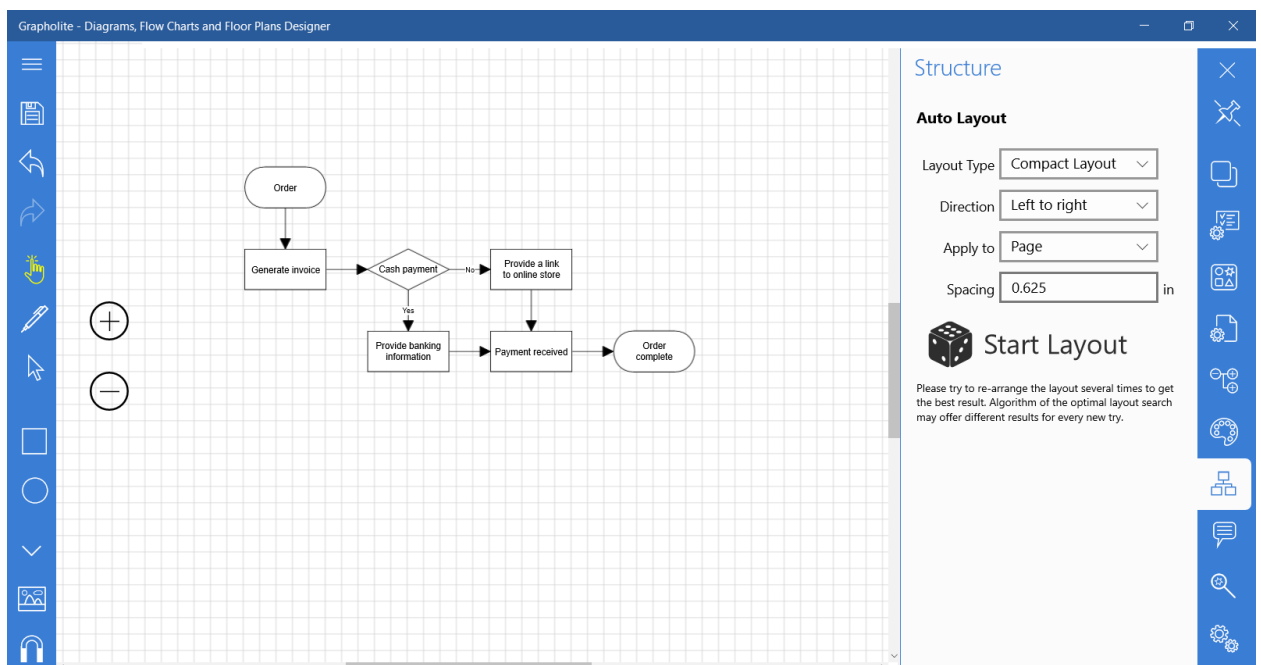 Grapholite - Diagrams, Flow Charts and Floor Plans Designer
Structure
Auto Layout
Layout Type Compact Layout
Direction Left to right
Apply to Page
Spacing 0.625 in
Start Layout
Please try to re-arrange the layout several times to get
the best result. Algorithm of the optimal layout search
may offer different results for every new try.
Order
Generate invoice
Cash payment
No
Provide a link
to online store
Yes
Provide banking
information
Payment received
Order
complete